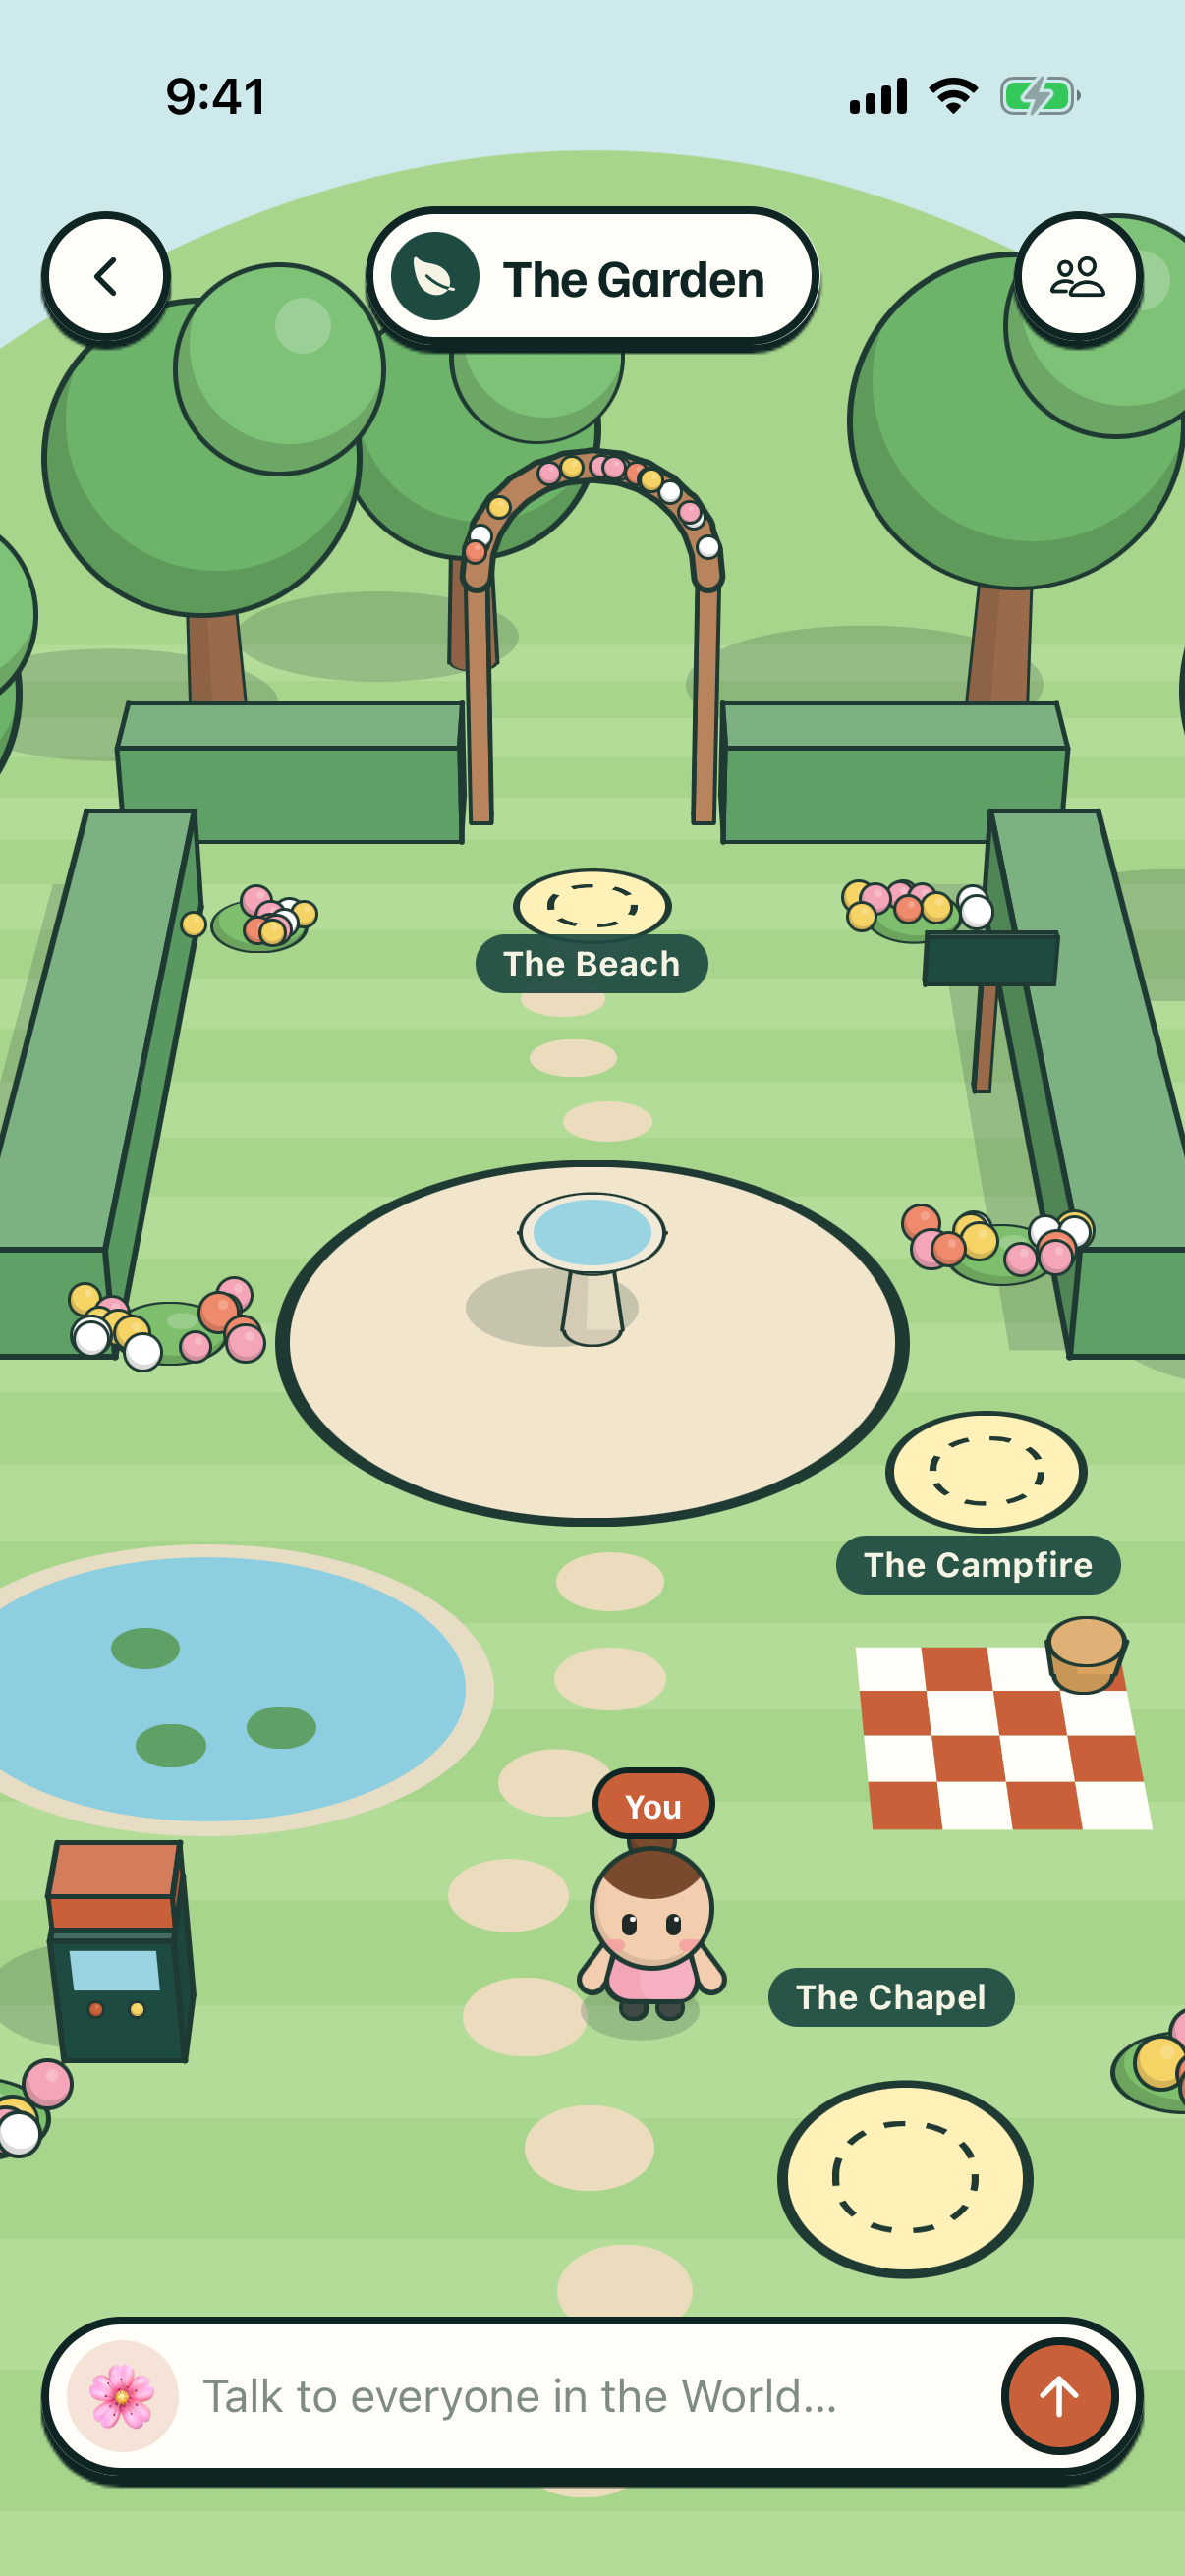 9:41
The Garden
The Beach
The Campfire
You
The Chapel
Talk to everyone in the World...